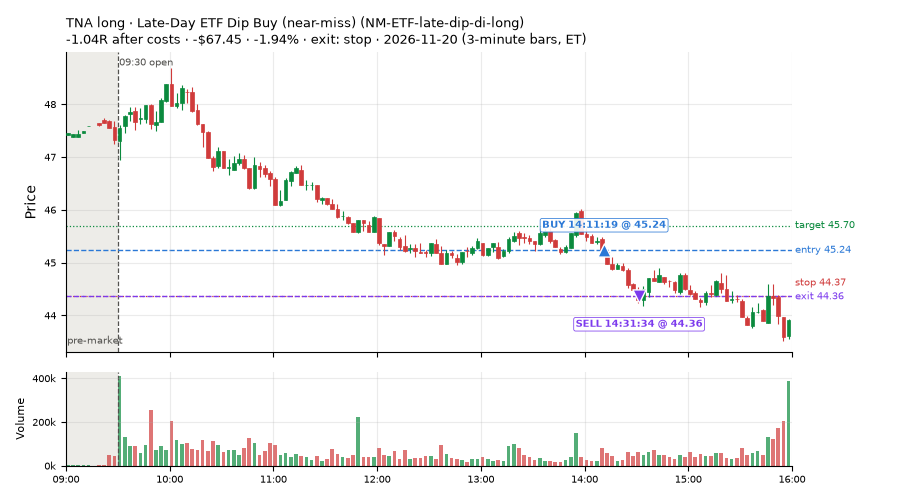 TNA long · Late-Day ETF Dip Buy (near-miss) (NM-ETF-late-dip-di-long)
-1.04R after costs · -$67.45 · -1.94% · exit: stop · 2026-11-20 (3-minute bars, ET)
09:30 open
48
47
46
45
44
Price
BUY 14:11:19 @ 45.24
target 45.70
entry 45.24
stop 44.37
exit 44.36
SELL 14:31:34 @ 44.36
pre-market
400k
200k
0k
Volume
09:00
10:00
11:00
12:00
13:00
14:00
15:00
16:00